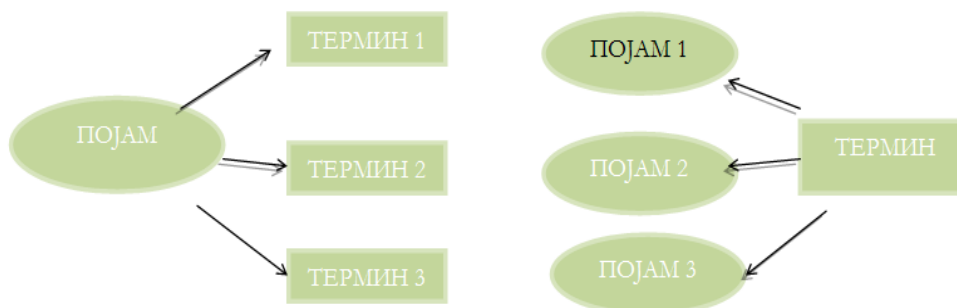 ПОЈАМ
ТЕРМИН 1
ТЕРМИН 2
ТЕРМИН 3
ПОЈАМ 1
ПОЈАМ 2
ПОЈАМ 3
ТЕРМИН